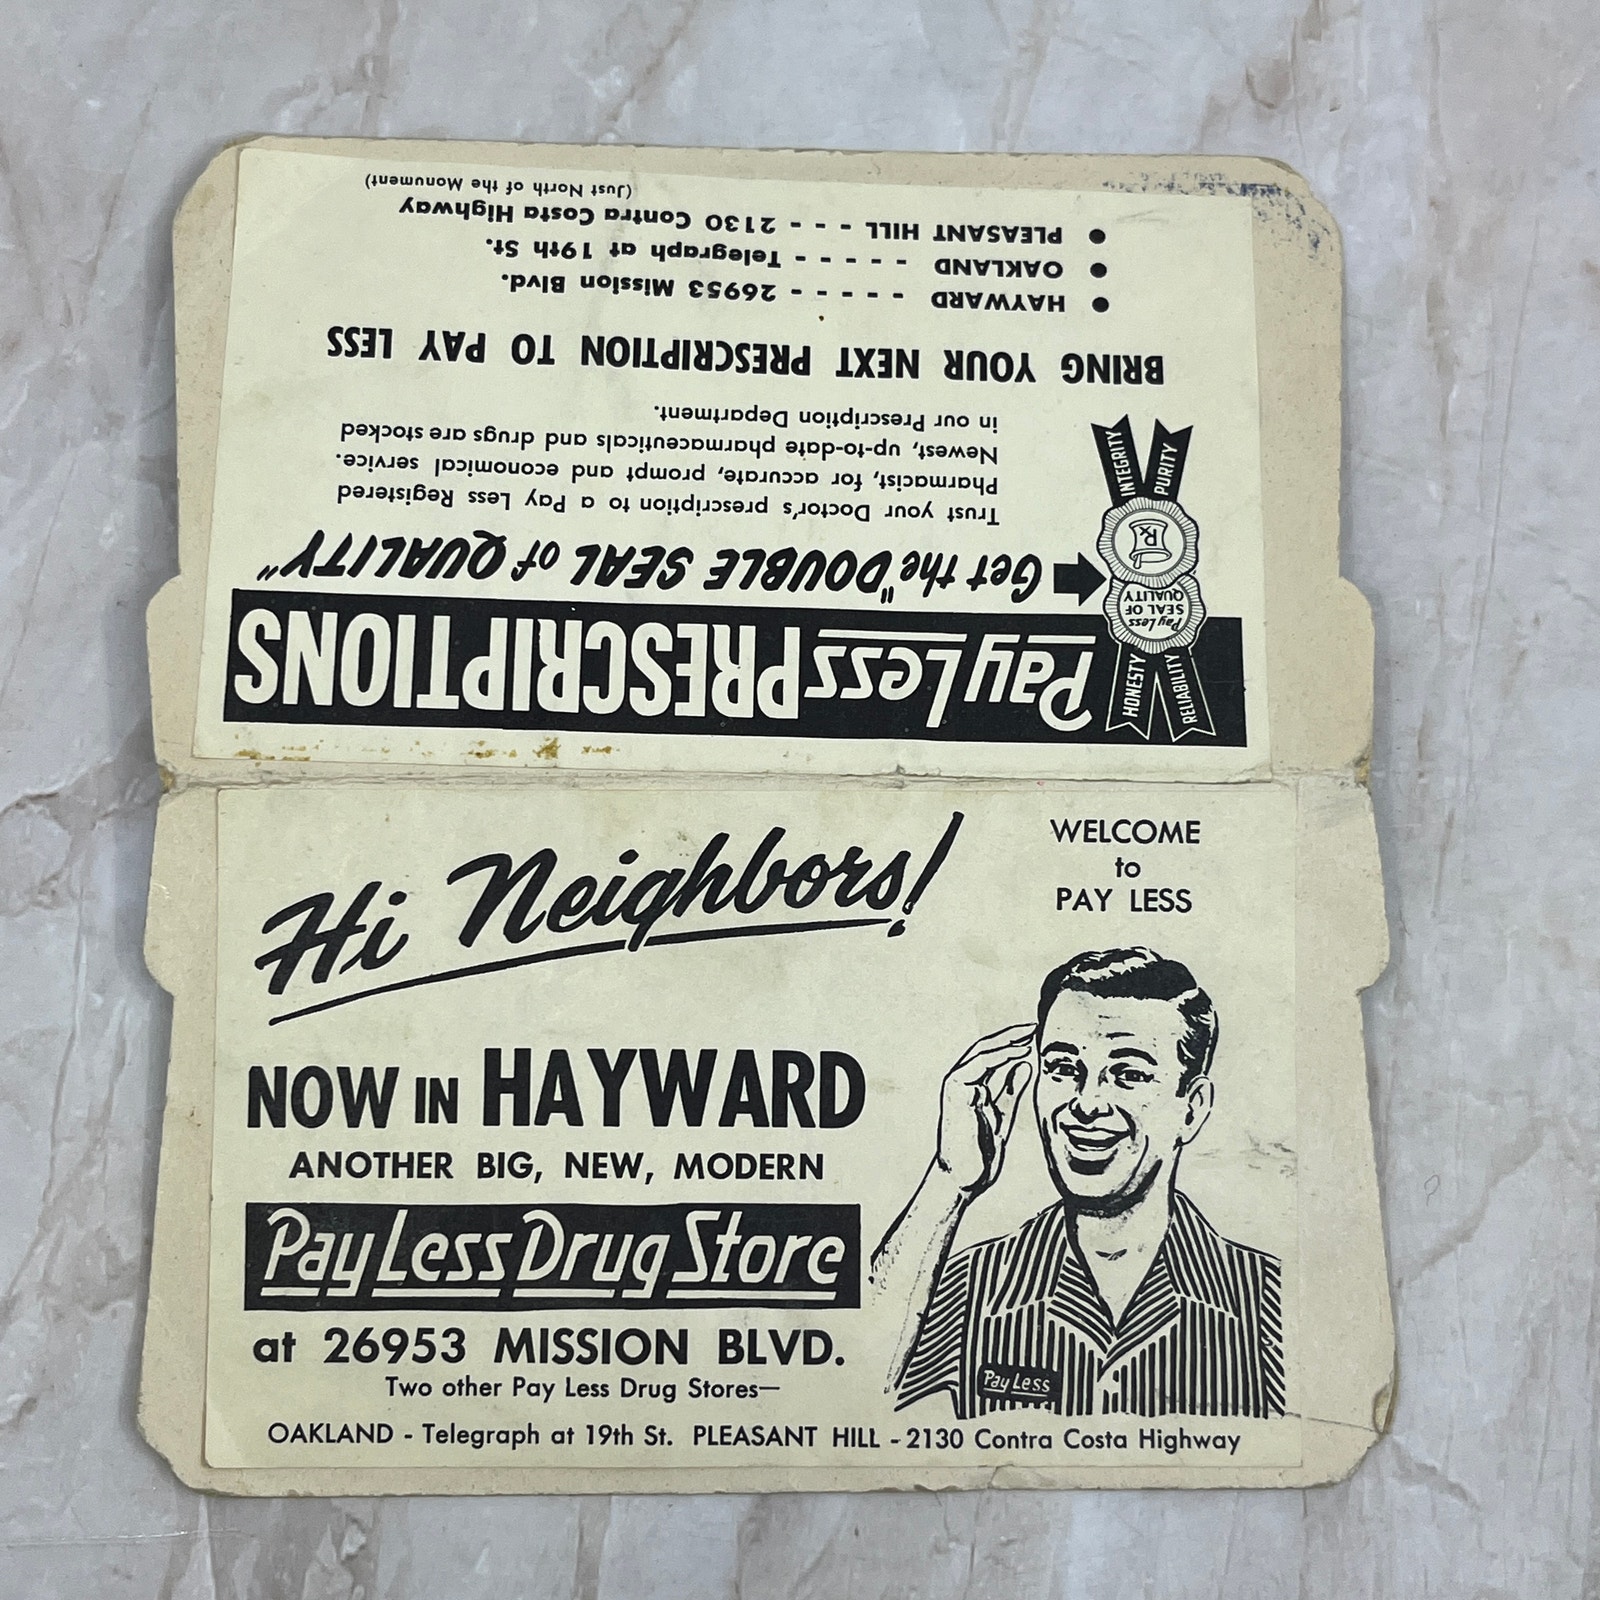 Hi Neighbors!
WELCOME
to
PAY LESS
NOW IN HAYWARD
ANOTHER BIG, NEW, MODERN
Pay Less Drug Store
at 26953 MISSION BLVD.
Pay Less
Two other Pay Less Drug Stores—
OAKLAND - Telegraph at 19th St. PLEASANT HILL - 2130 Contra Costa Highway
Pay Less PRESCRIPTIONS
HONESTY
RELIABILITY
Pay Less
SEAL OF
QUALITY
Rx
INTEGRITY
PURITY
Get the "DOUBLE SEAL of QUALITY"
Trust your Doctor's prescription to a Pay Less Registered
Pharmacist, for accurate, prompt and economical service.
Newest, up-to-date pharmaceuticals and drugs are stocked
in our Prescription Department.
BRING YOUR NEXT PRESCRIPTION TO PAY LESS
● HAYWARD - - - - - 26953 Mission Blvd.
● OAKLAND - - - - - Telegraph at 19th St.
● PLEASANT HILL - - - 2130 Contra Costa Highway
(Just North of the Monument)